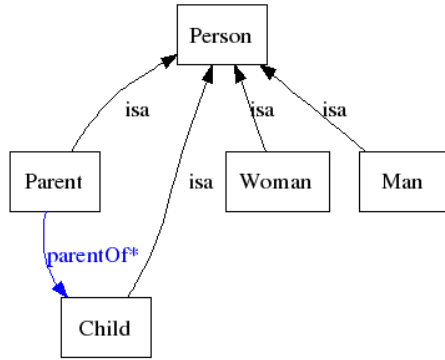 Person
isa
isa
isa
Parent
isa
Woman
Man
parentOf*
Child